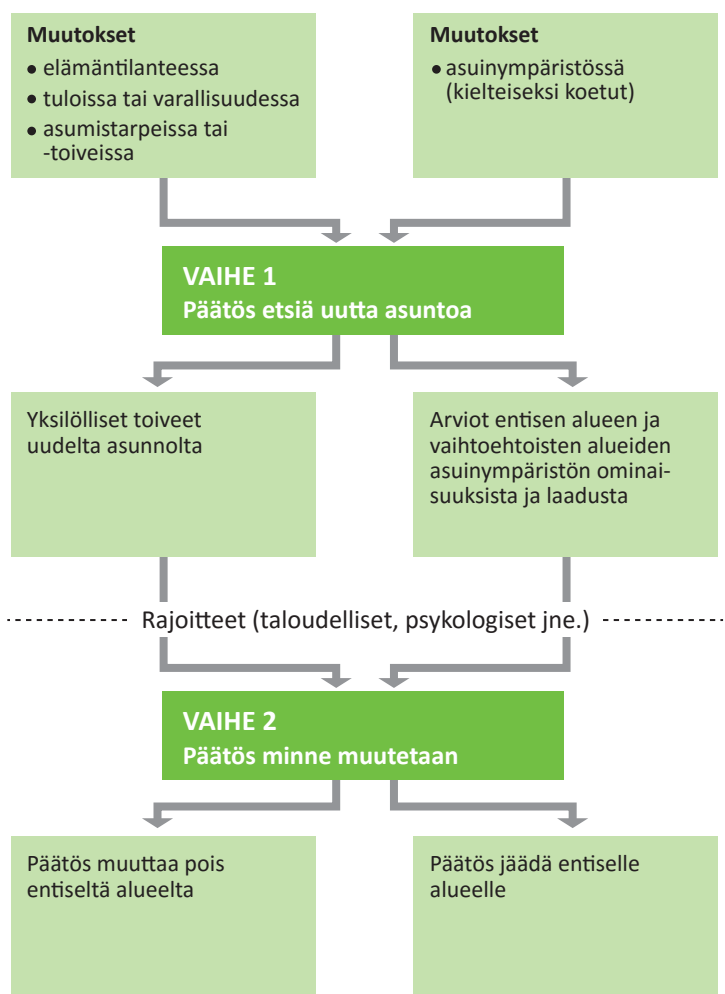 Muutokset
• elämäntilanteessa
• tuloissa tai varallisuudessa
• asumistarpeissa tai
-toiveissa
Muutokset
• asuinympäristössä
(kielteiseksi koetut)
VAIHE 1
Päätös etsiä uutta asuntoa
Yksilölliset toiveet
uudelta asunnolta
Arviot entisen alueen ja
vaihtoehtoisten alueiden
asuinympäristön ominai-
suuksista ja laadusta
Rajoitteet (taloudelliset, psykologiset jne.)
VAIHE 2
Päätös minne muutetaan
Päätös muuttaa pois
entiseltä alueelta
Päätös jäädä entiselle
alueelle